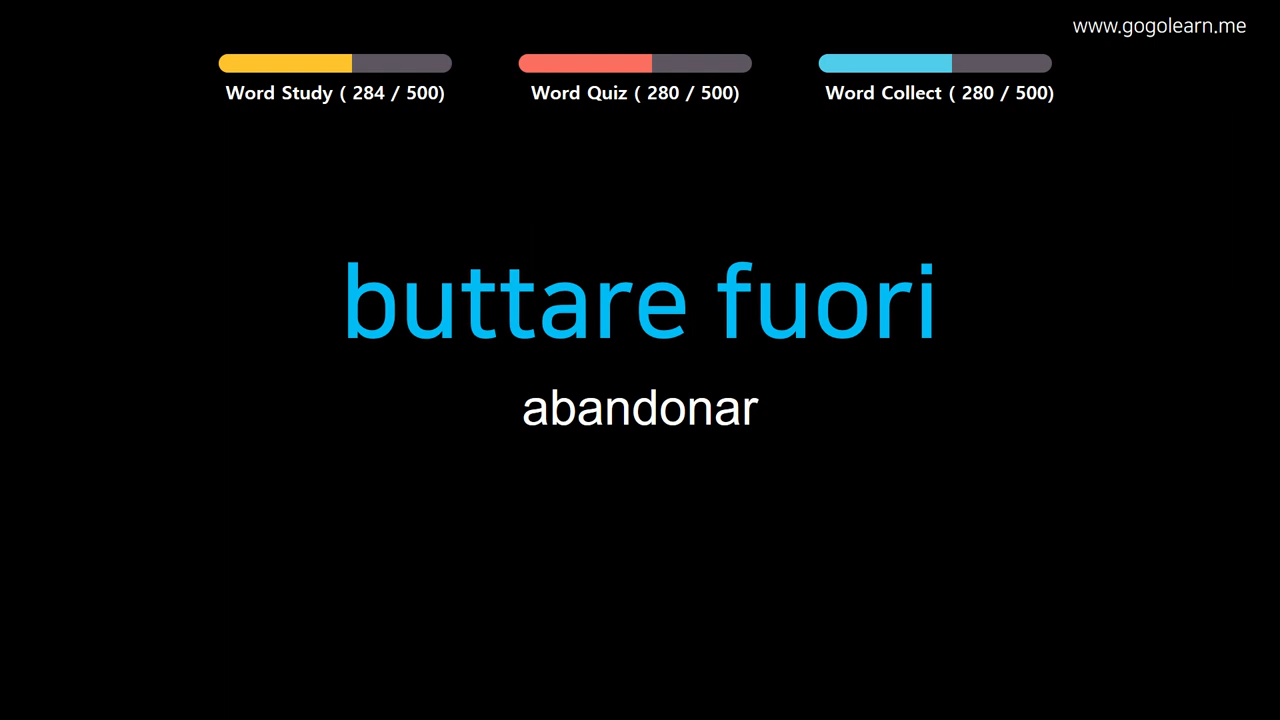 www.gogolearn.me
Word Study ( 284 / 500)
Word Quiz ( 280 / 500)
Word Collect ( 280 / 500)
buttare fuori
abandonar